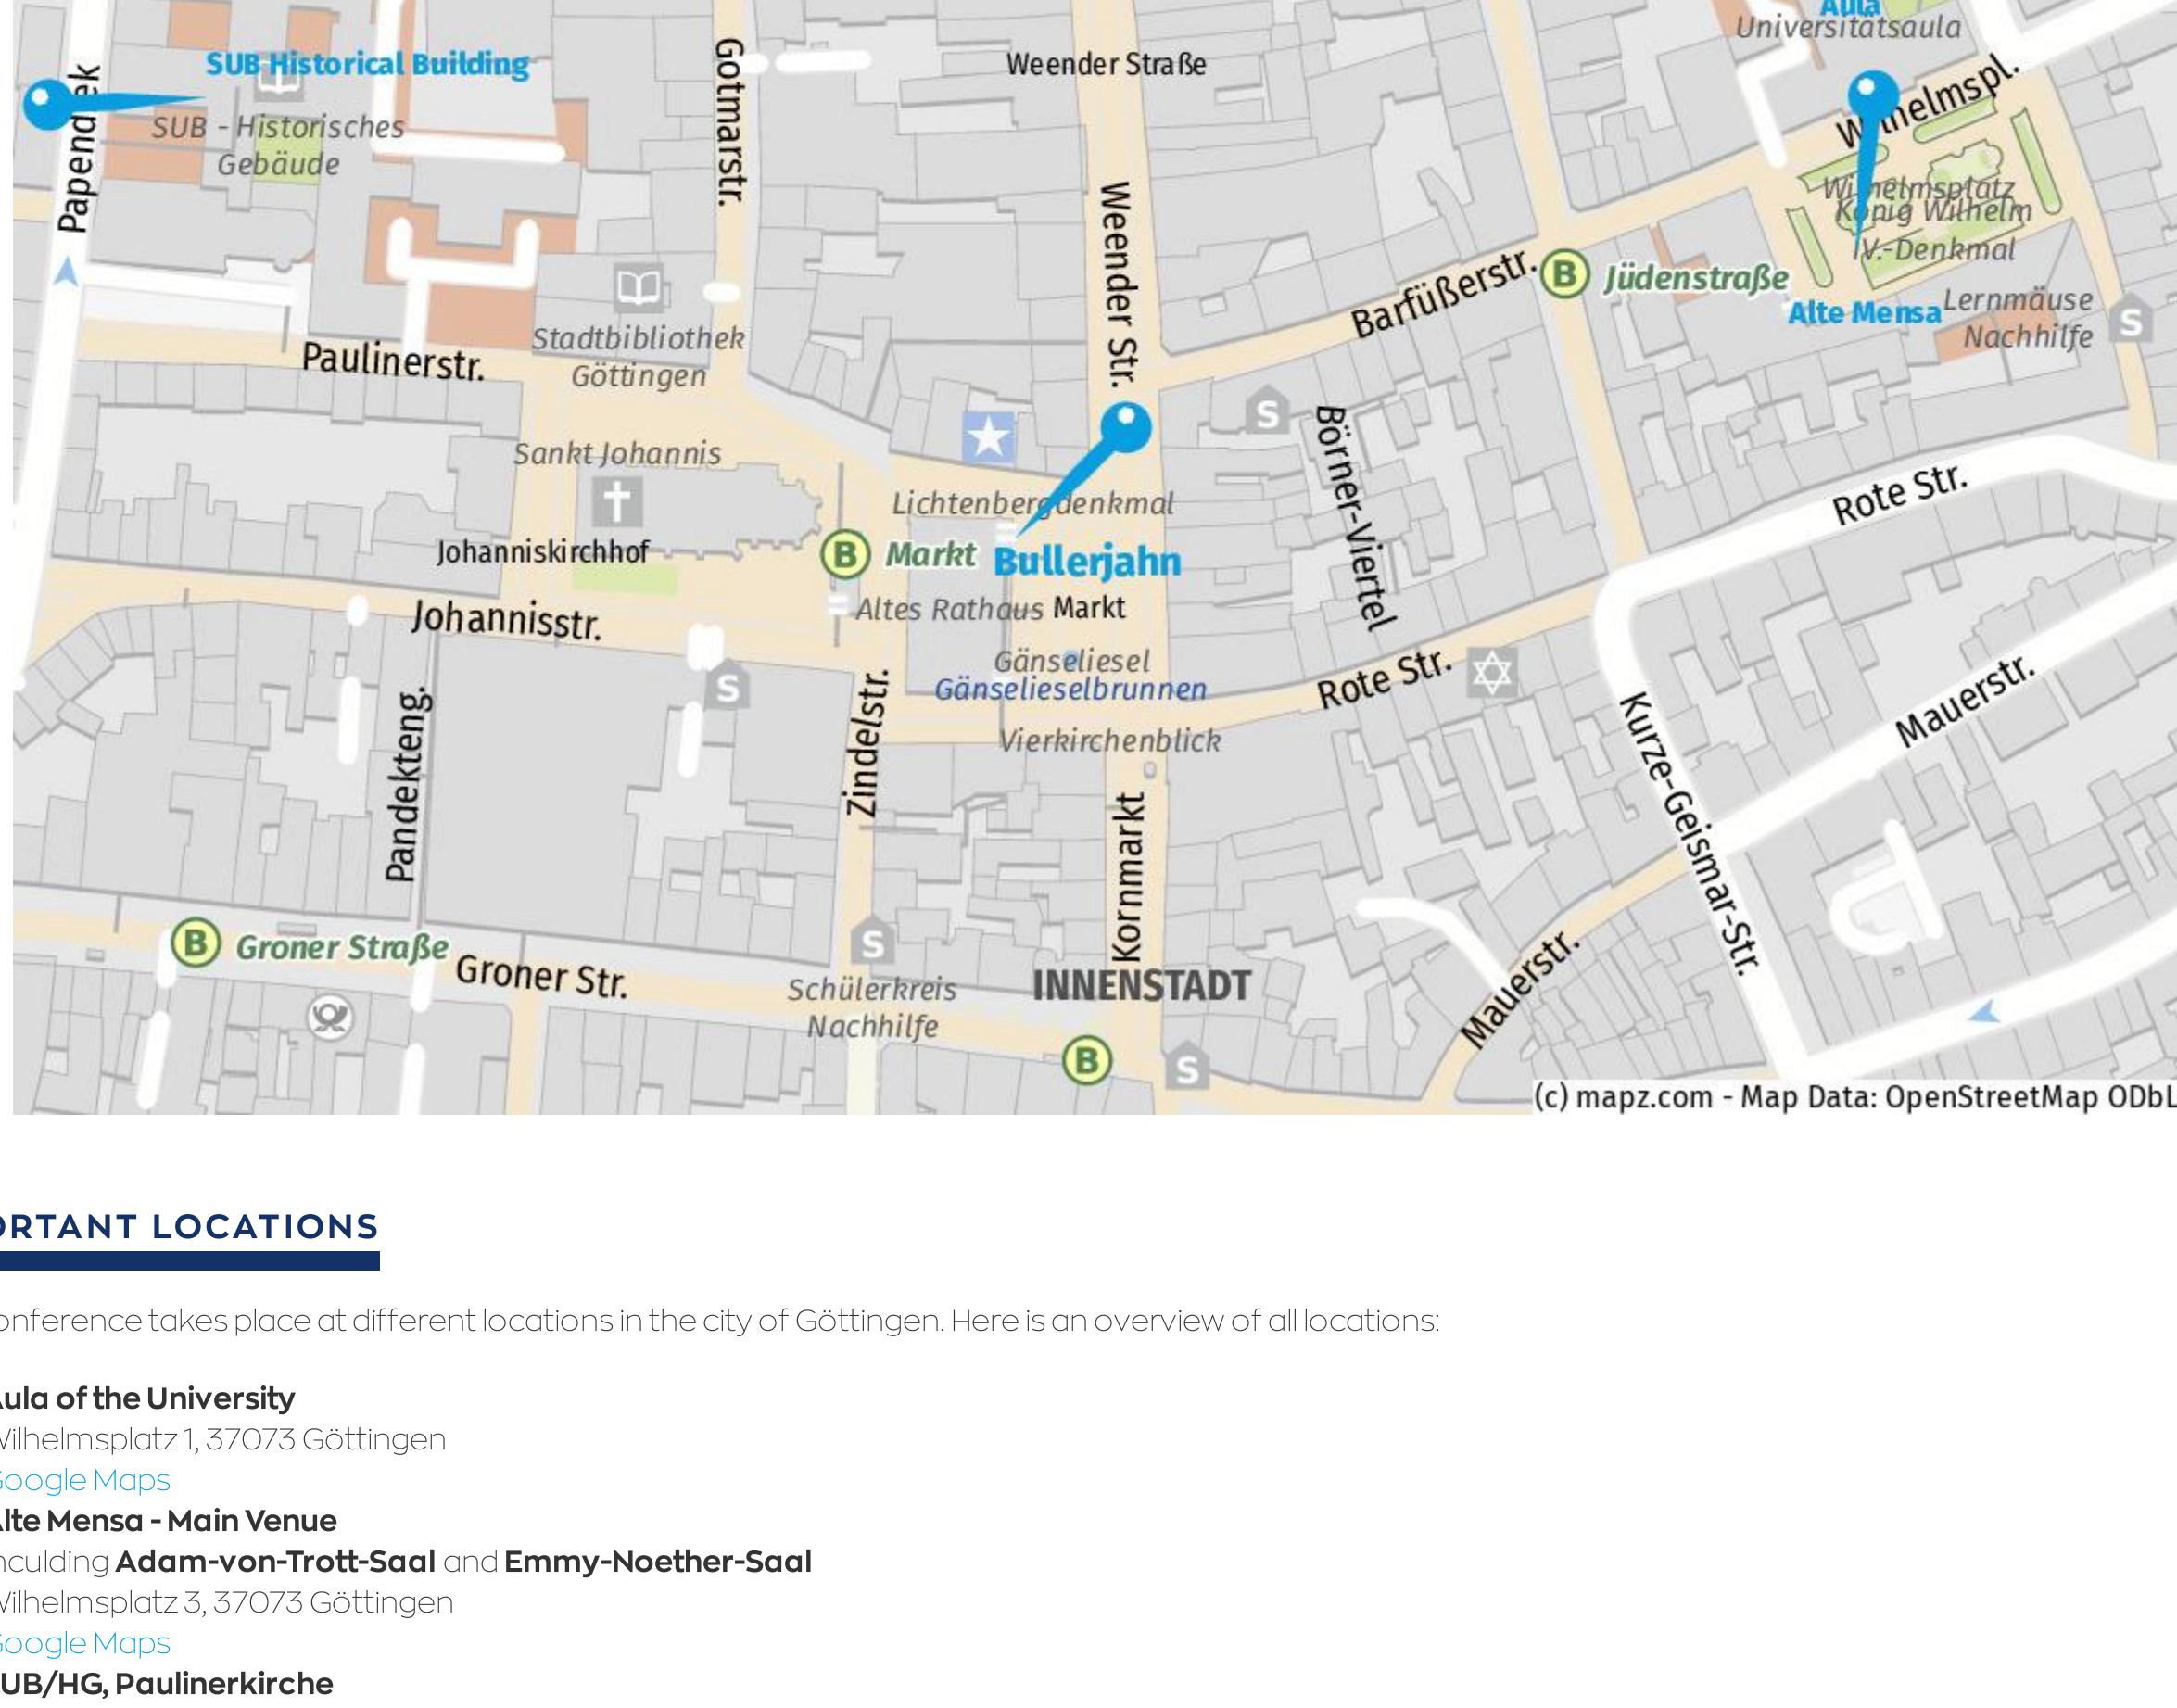 Aula
Universitätsaula
SUB Historical Building
SUB - Historisches
Gebäude
Papendiek
Gotmarstr.
Weender Straße
Weender Str.
Wilhelmspl.
Wilhelmsplatz
König Wilhelm
IV.-Denkmal
Barfüßerstr.
B Jüdenstraße
Alte Mensa
Lernmäuse
Nachhilfe
S
Stadtbibliothek
Göttingen
Paulinerstr.
S
Börner-Viertel
Sankt Johannis
Lichtenbergdenkmal
Rote Str.
Johanniskirchhof
B Markt
Bullerjahn
Johannisstr.
Altes Rathaus
Markt
Gänseliesel
Gänselieselbrunnen
Rote Str.
S
Vierkirchenblick
Zindelstr.
Pandekteng.
Kurze-Geismar-Str.
Mauerstr.
Kornmarkt
B Groner Straße
Groner Str.
S
Schülerkreis
Nachhilfe
INNENSTADT
Mauerstr.
B
S
(c) mapz.com - Map Data: OpenStreetMap ODbL
ORTANT LOCATIONS
onference takes place at different locations in the city of Göttingen. Here is an overview of all locations:
Aula of the University
Wilhelmsplatz 1, 37073 Göttingen
Google Maps
Alte Mensa - Main Venue
nculding Adam-von-Trott-Saal and Emmy-Noether-Saal
Wilhelmsplatz 3, 37073 Göttingen
Google Maps
UB/HG, Paulinerkirche